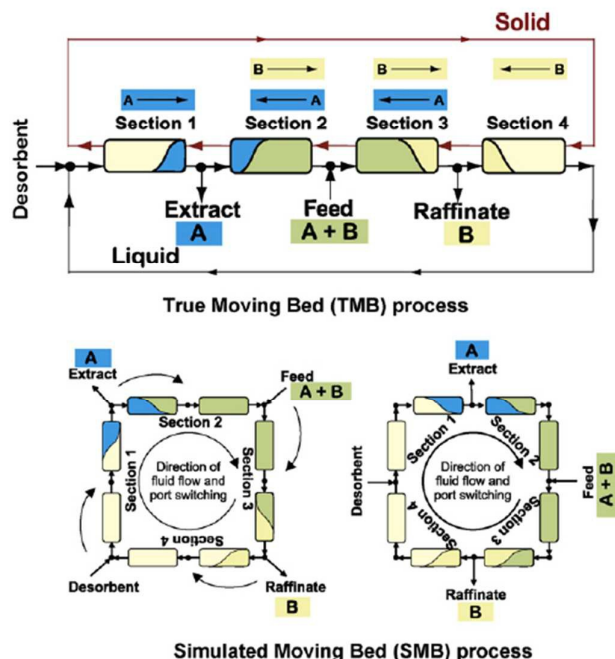 Solid
B
B
B
A
A
A
Section 1
Section 2
Section 3
Section 4
Desorbent
Extract
Feed
Raffinate
A
A + B
B
Liquid
True Moving Bed (TMB) process
A
Extract
Feed
A + B
Section 2
Section 1
Direction of
fluid flow and
port switching
Section 3
Section 4
Desorbent
Raffinate
B
A
Extract
Section 1
Section 2
Desorbent
Direction of
fluid flow and
port switching
Feed
A + B
Section 4
Section 3
Raffinate
B
Simulated Moving Bed (SMB) process